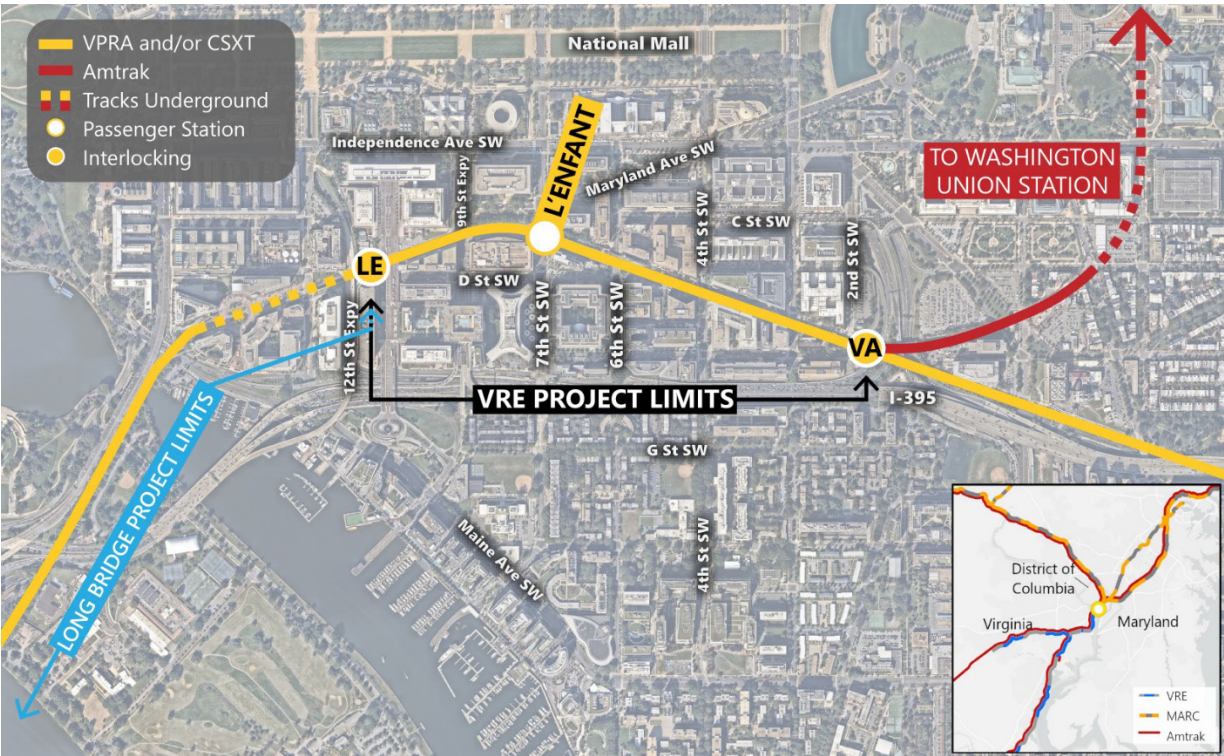 VPRA and/or CSXT
Amtrak
Tracks Underground
Passenger Station
Interlocking
National Mall
Independence Ave SW
9th St Expy
L'ENFANT
Maryland Ave SW
TO WASHINGTON
UNION STATION
4th St SW
C St SW
2nd St SW
LE
D St SW
7th St SW
6th St SW
12th St Expy
VA
VRE PROJECT LIMITS
I-395
LONG BRIDGE PROJECT LIMITS
G St SW
4th St SW
Maine Ave SW
District of
Columbia
Virginia
Maryland
VRE
MARC
Amtrak